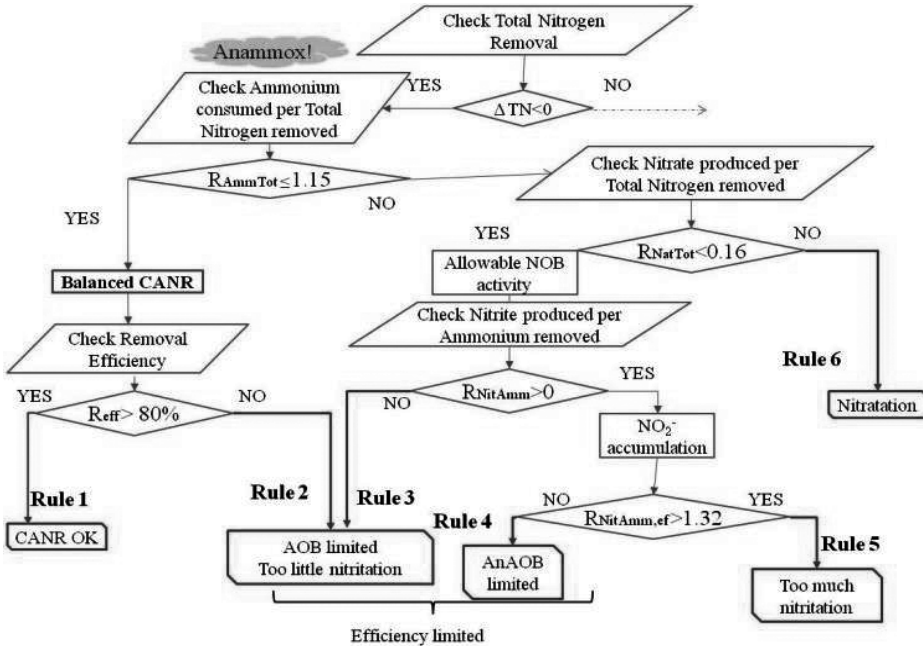 Check Total Nitrogen
Removal
Anammox!
YES
NO
ΔTN<0
Check Ammonium
consumed per Total
Nitrogen removed
RAmmTot≤1.15
YES
NO
Check Nitrate produced per
Total Nitrogen removed
RNatTot<0.16
YES
NO
Allowable NOB
activity
Balanced CANR
Check Nitrite produced per
Ammonium removed
Check Removal
Efficiency
RNitAmm>0
NO
YES
Rule 6
Nitratation
YES
Reff> 80%
NO
NO2-
accumulation
Rule 1
CANR OK
Rule 2
Rule 3
AOB limited
Too little nitritation
NO
RNitAmm,ef>1.32
YES
Rule 4
AnAOB
limited
Rule 5
Too much
nitritation
Efficiency limited